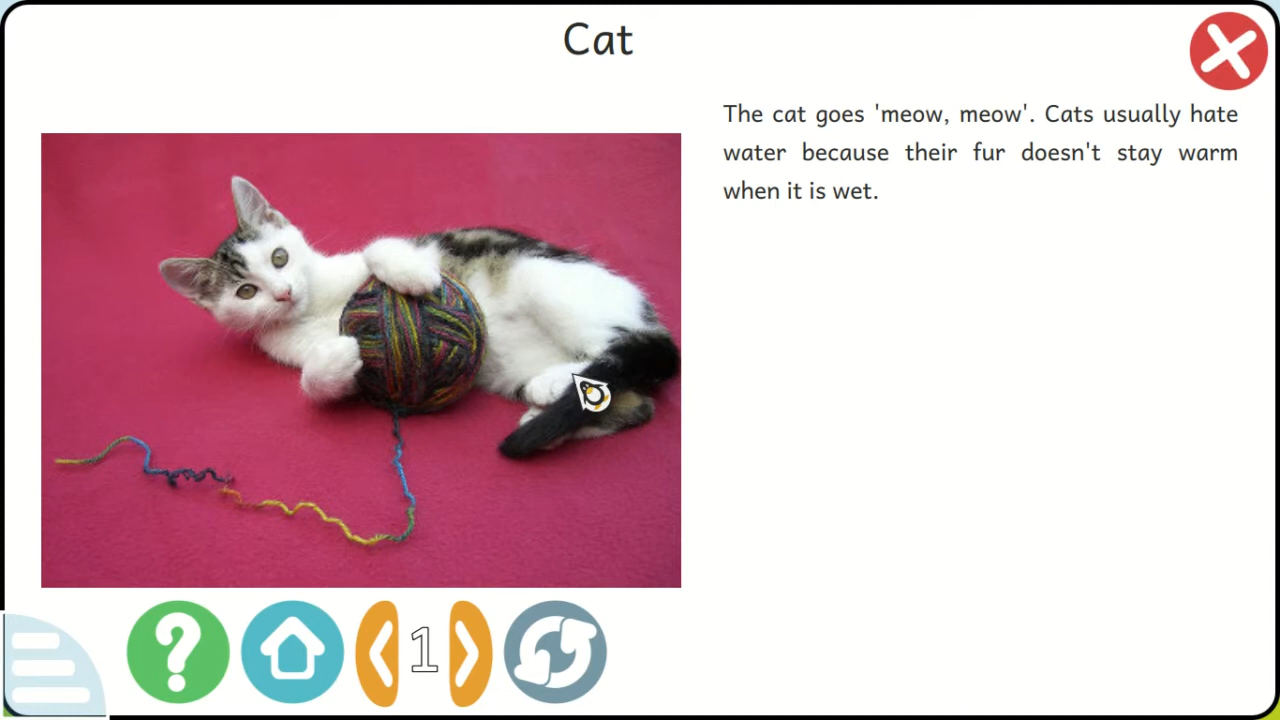 Cat
The cat goes 'meow, meow'. Cats usually hate
water because their fur doesn't stay warm
when it is wet.
1